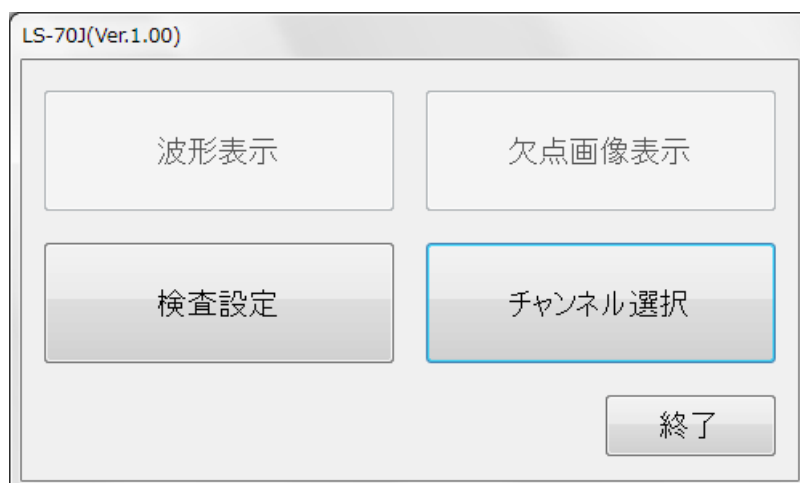 LS-70J(Ver.1.00)
波形表示
欠点画像表示
検査設定
チャンネル選択
終了